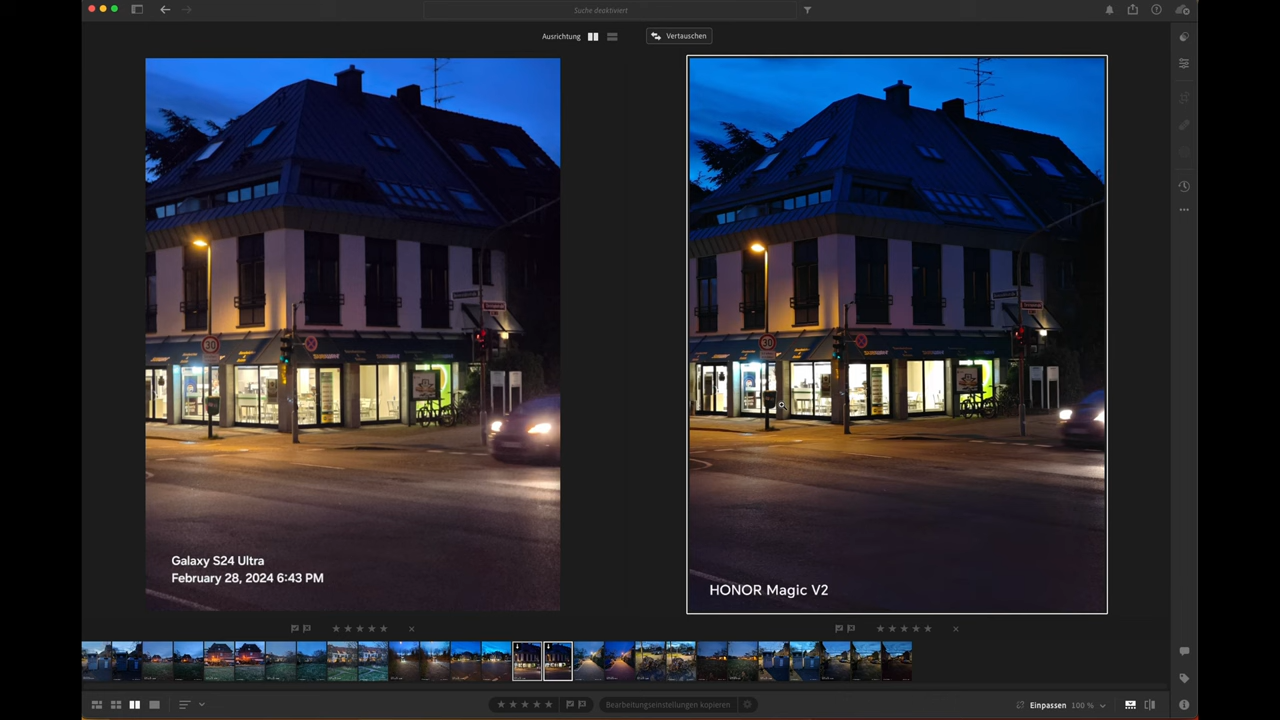 Suche deaktiviert
Ausrichtung
Vertauschen
30
30
Galaxy S24 Ultra
February 28, 2024 6:43 PM
HONOR Magic V2
Bearbeitungseinstellungen kopieren
Einpassen 100 %